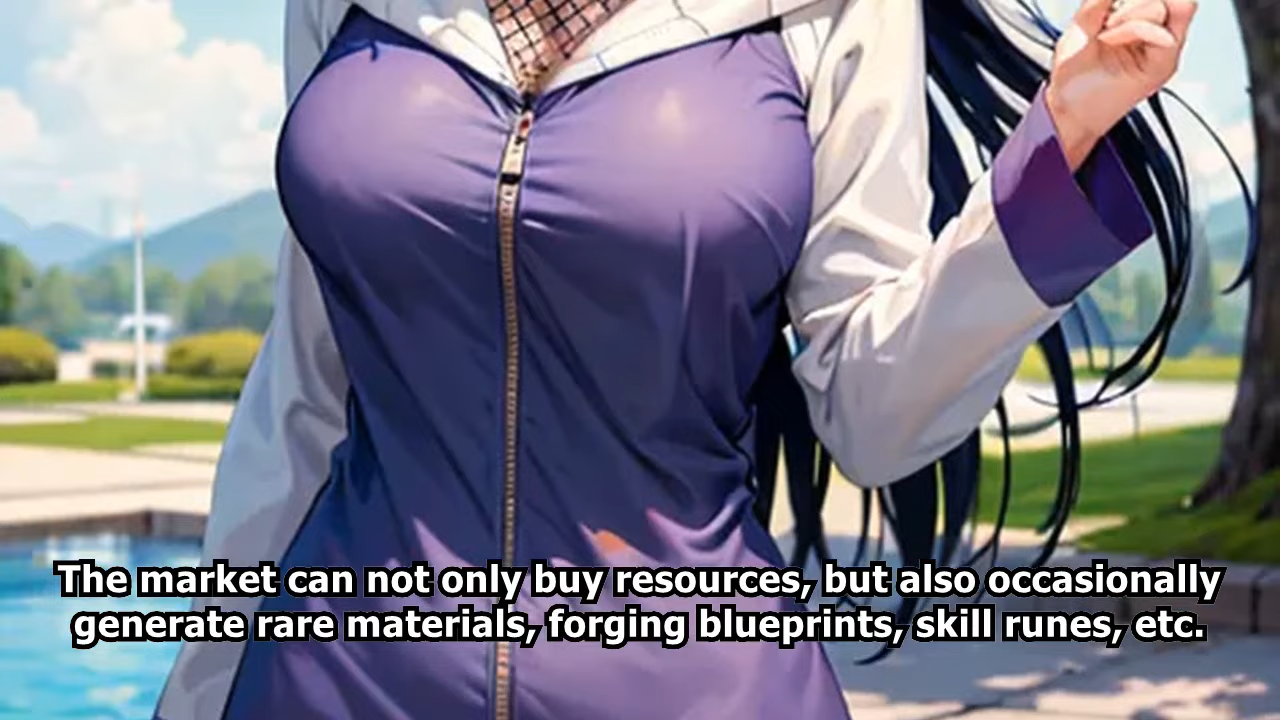 The market can not only buy resources, but also occasionally
generate rare materials, forging blueprints, skill runes, etc.